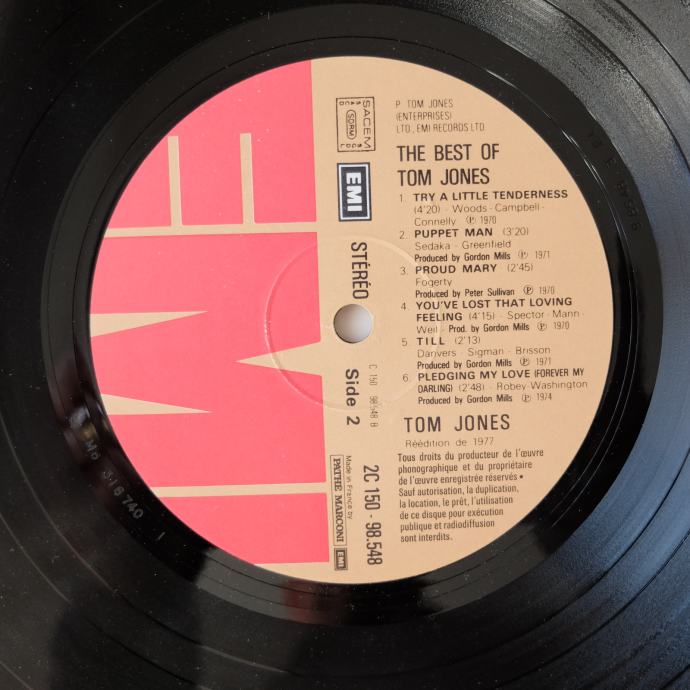 P TOM JONES
(ENTERPRISES)
LTD., EMI RECORDS LTD
THE BEST OF
TOM JONES
1. TRY A LITTLE TENDERNESS
(4'20) - Woods - Campbell -
Connelly ℗ 1970
2. PUPPET MAN (3'20)
Sedaka - Greenfield
Produced by Gordon Mills ℗ 1971
3. PROUD MARY (2'45)
Fogerty
Produced by Peter Sullivan ℗ 1970
4. YOU'VE LOST THAT LOVING
FEELING (4'15) - Spector - Mann -
Weil - Prod. by Gordon Mills ℗ 1970
5. TILL (2'13)
Danvers - Sigman - Brisson
Produced by Gordon Mills ℗ 1971
6. PLEDGING MY LOVE (FOREVER MY
DARLING) (2'48) - Robey-Washington
Produced by Gordon Mills ℗ 1974
TOM JONES
Réédition de 1977
Tous droits du producteur de l'œuvre
phonographique et du propriétaire
de l'œuvre enregistrée réservés •
Sauf autorisation, la duplication,
la location, le prêt, l'utilisation
de ce disque pour exécution
publique et radiodiffusion
sont interdits.
SACEM
SDRM
EMI
STÉRÉO
Side 2
C 150 98.548 B
2C 150 - 98.548
Made in France by
PATHE MARCONI EMI
EMI